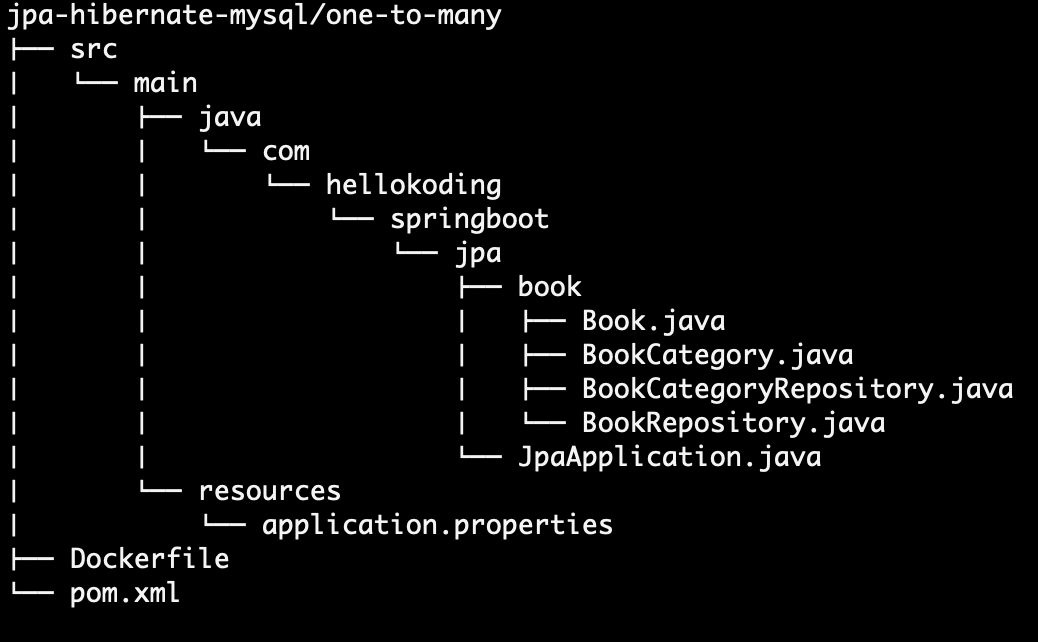 jpa-hibernate-mysql/one-to-many
├── src
│   └── main
│       ├── java
│       │   └── com
│       │       └── hellokoding
│       │           └── springboot
│       │               └── jpa
│       │                   ├── book
│       │                   │   ├── Book.java
│       │                   │   ├── BookCategory.java
│       │                   │   ├── BookCategoryRepository.java
│       │                   │   └── BookRepository.java
│       │                   └── JpaApplication.java
│       └── resources
│           └── application.properties
├── Dockerfile
└── pom.xml